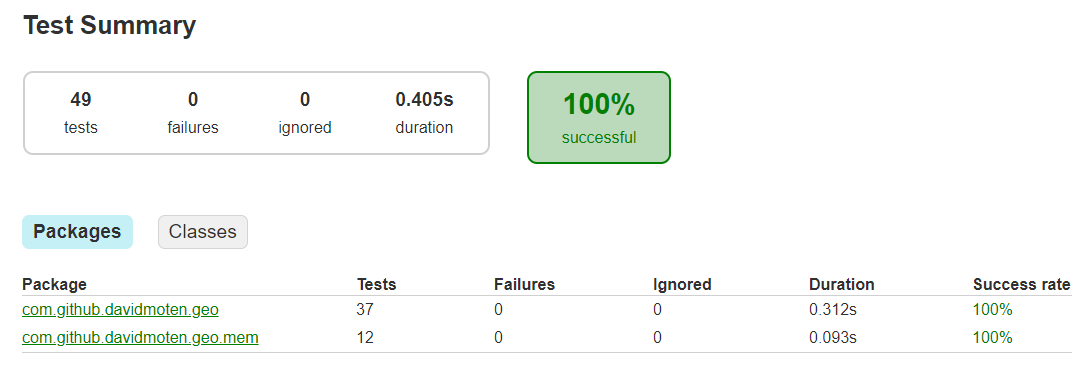 Test Summary
49 0 0 0.405s
tests failures ignored duration
100%
successful
Packages Classes
Package Tests Failures Ignored Duration Success rate
com.github.davidmoten.geo 37 0 0 0.312s 100%
com.github.davidmoten.geo.mem 12 0 0 0.093s 100%